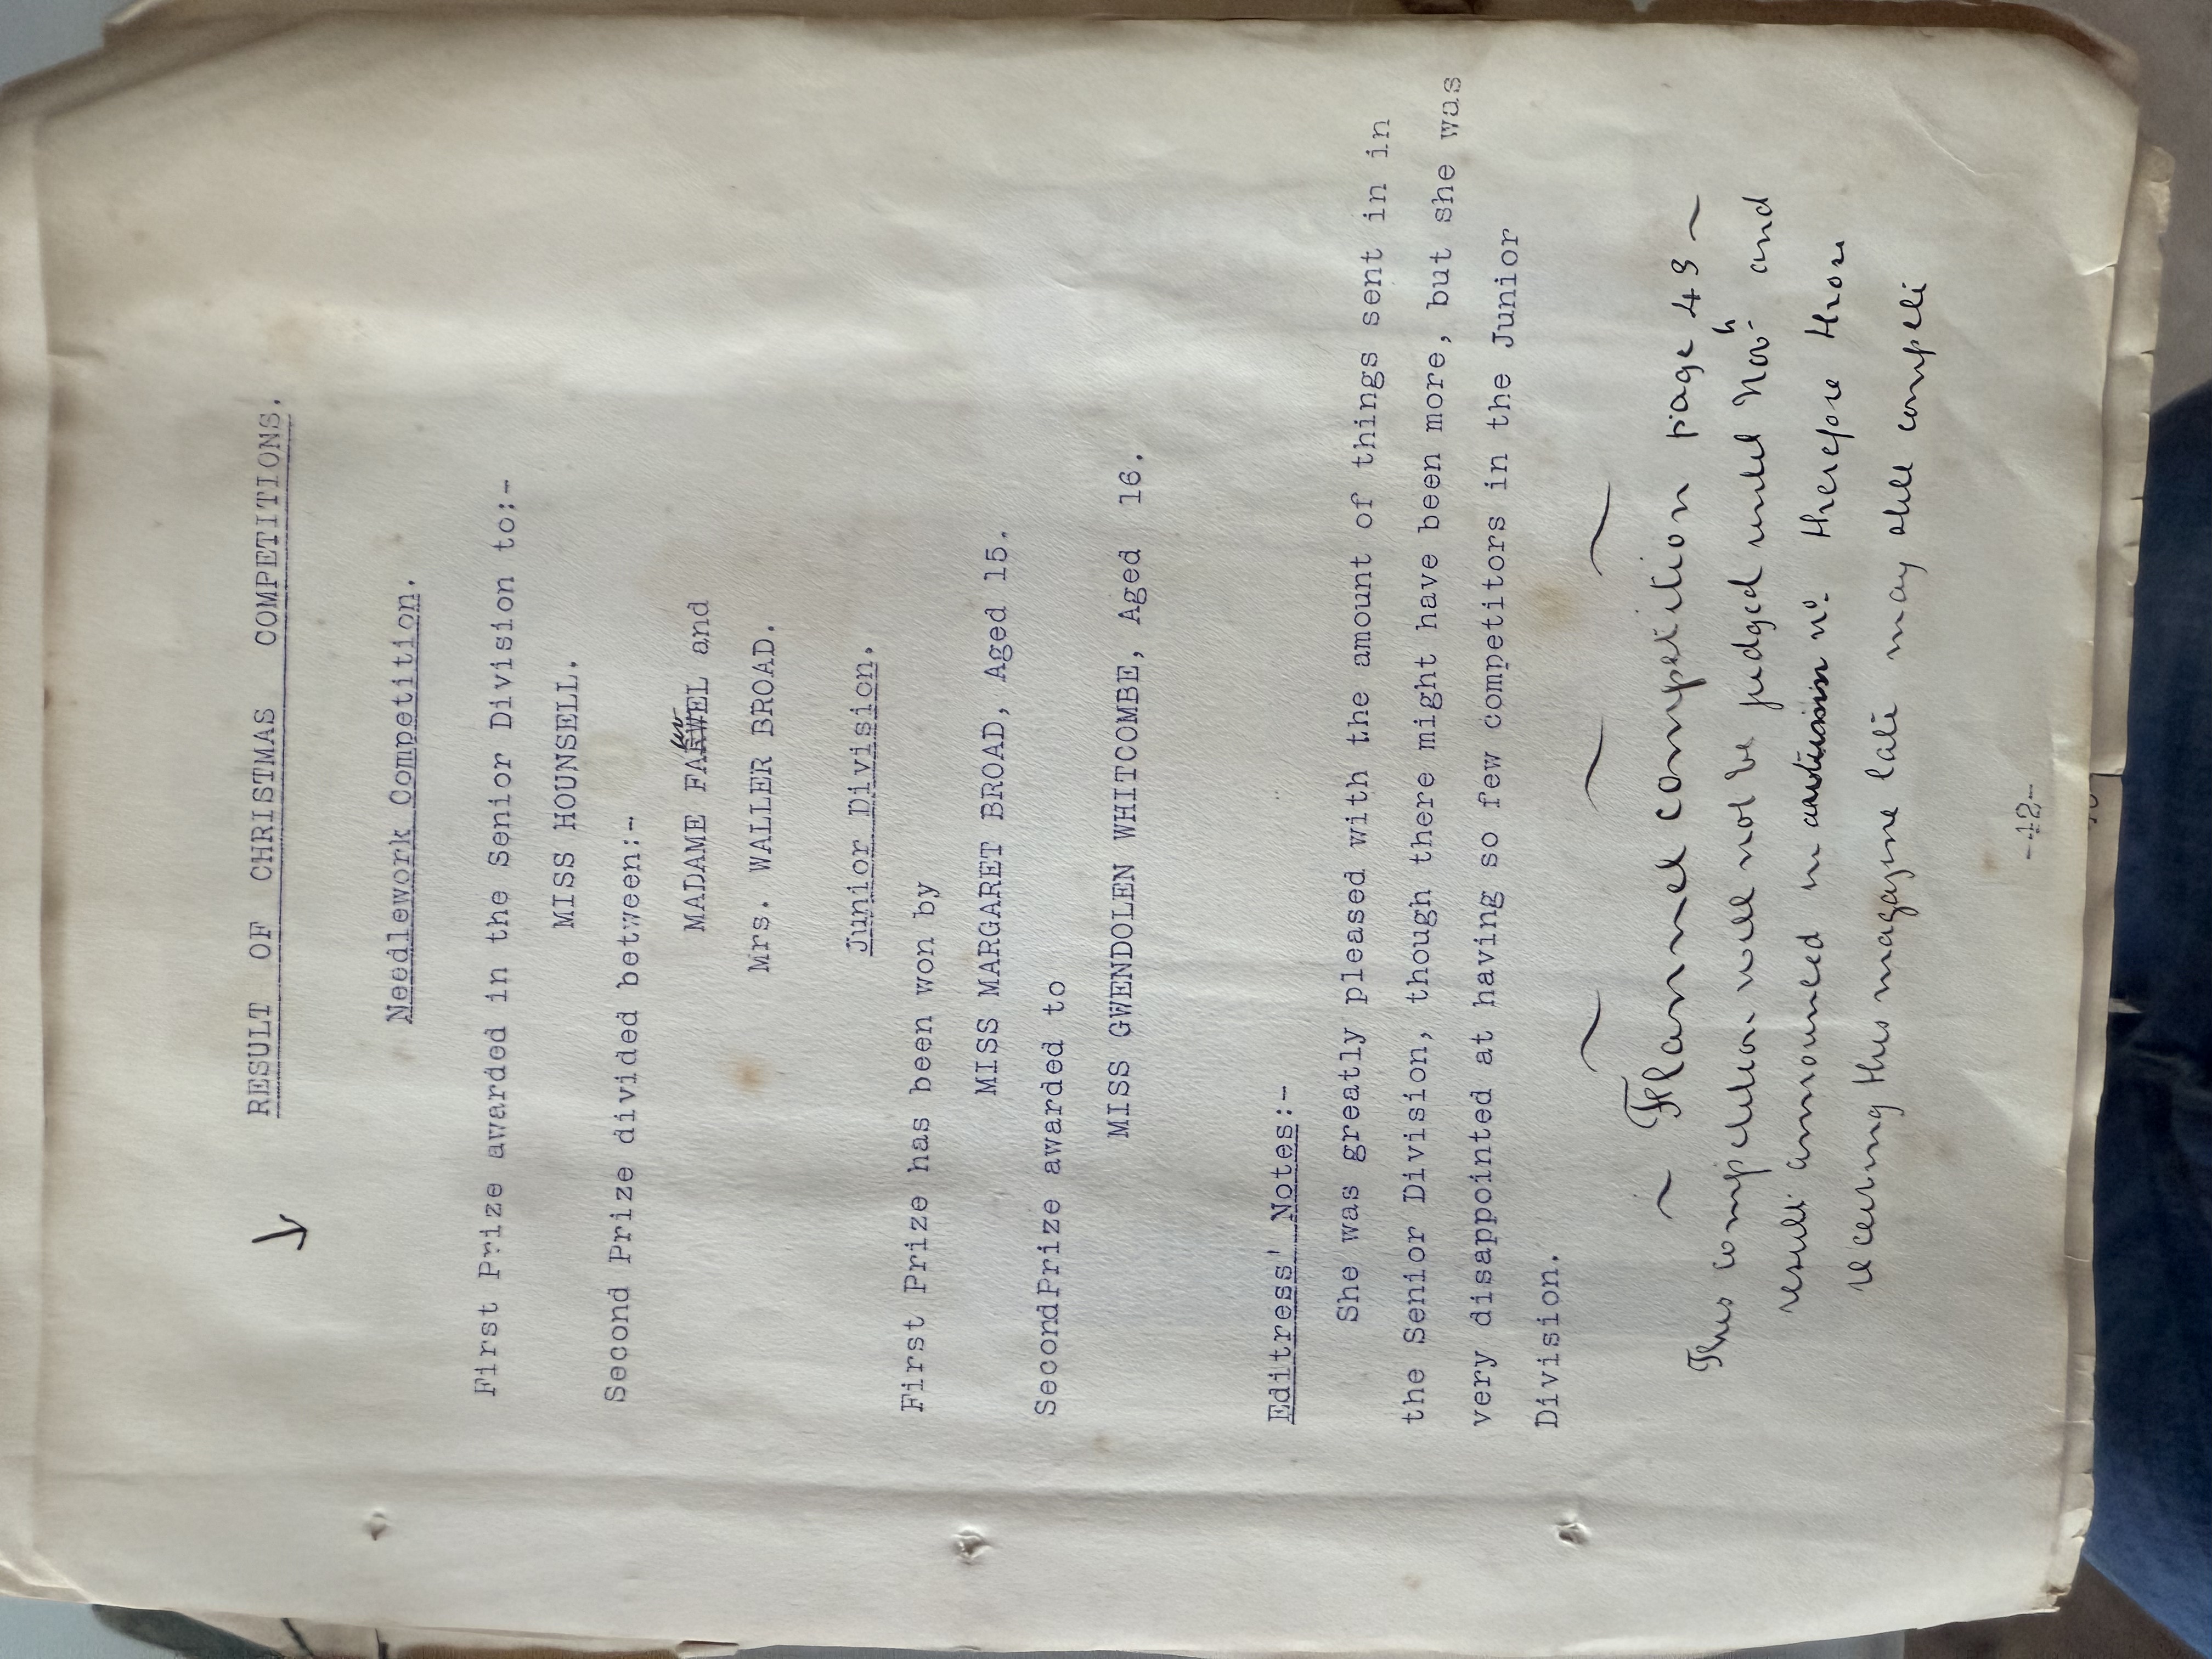 RESULT OF CHRISTMAS COMPETITIONS.
Needlework Competition.
First Prize awarded in the Senior Division to:-
MISS HOUNSELL.
Second Prize divided between:-
MADAME FARWEL and
Mrs. WALLER BROAD.
Junior Division.
First Prize has been won by
MISS MARGARET BROAD, Aged 15.
SecondPrize awarded to
MISS GWENDOLEN WHITCOMBE, Aged 16.
Editress' Notes:-
She was greatly pleased with the amount of things sent in in
the Senior Division, though there might have been more, but she was
very disappointed at having so few competitors in the Junior
Division.
~ Flannel competition page 43 ~
This competition will not be judged until and
result announced in therefore those
receiving this magazine late may still compete
-42-